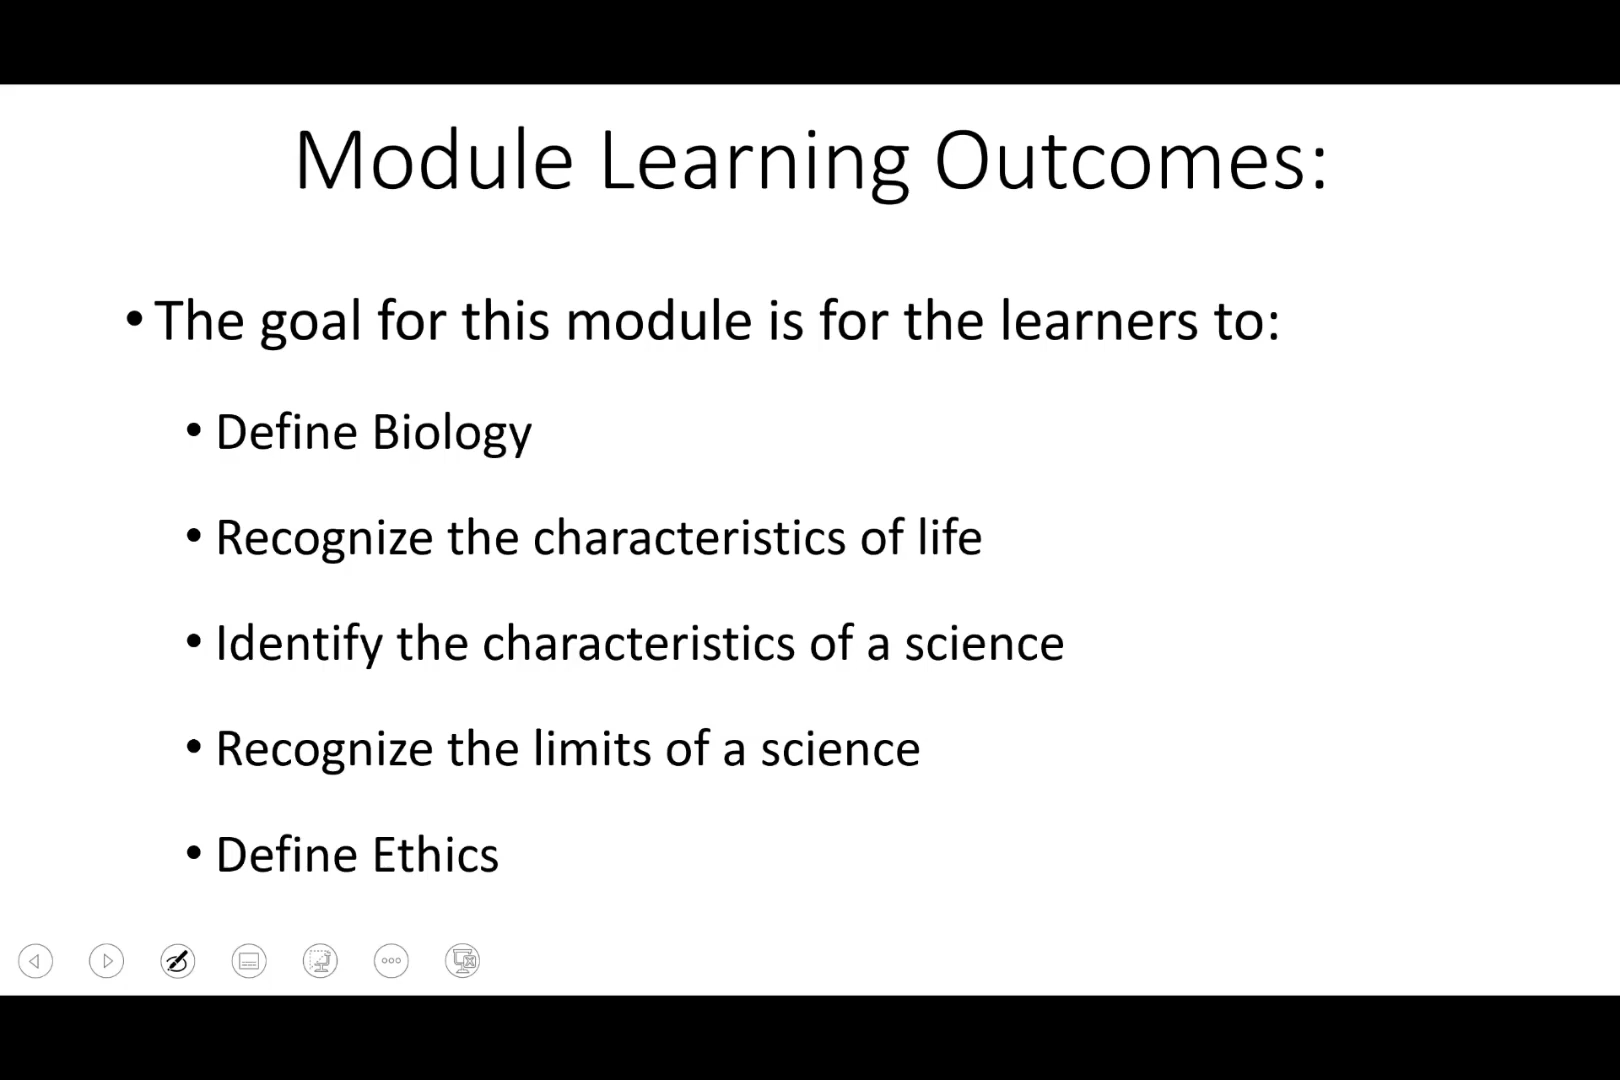 Module Learning Outcomes:
• The goal for this module is for the learners to:
• Define Biology
• Recognize the characteristics of life
• Identify the characteristics of a science
• Recognize the limits of a science
• Define Ethics